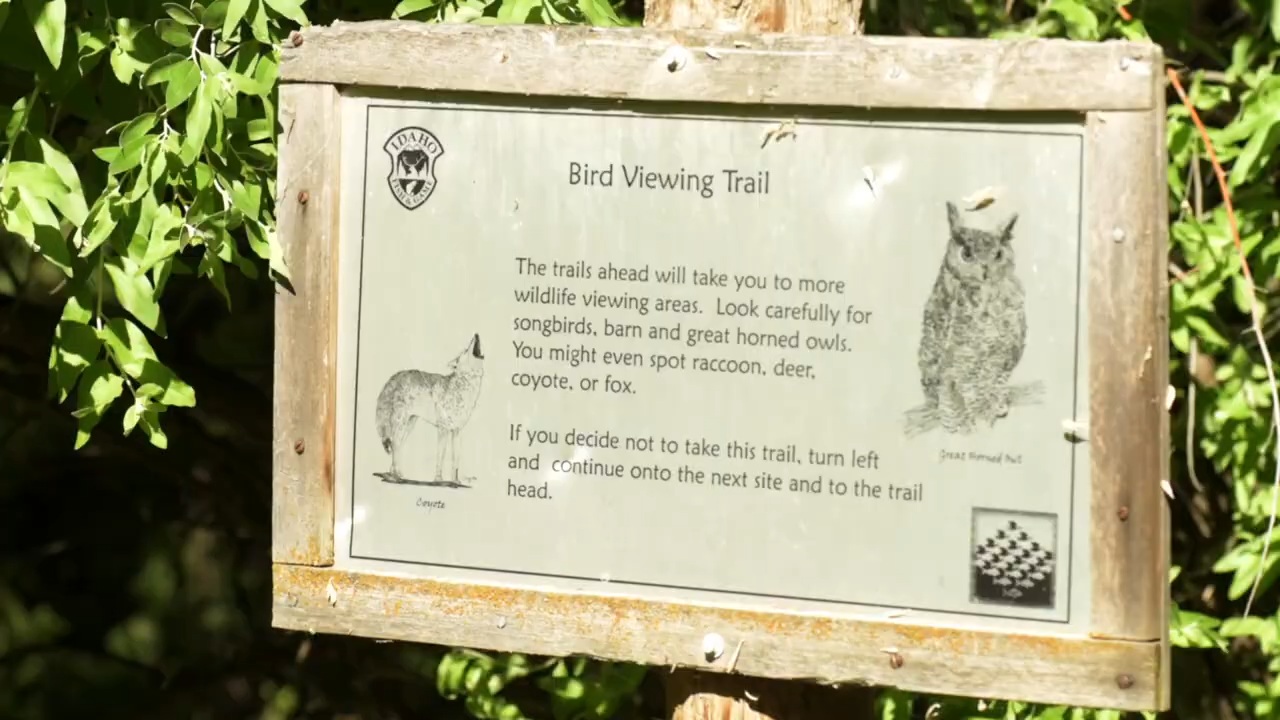 IDAHO
FISH & GAME
Bird Viewing Trail
The trails ahead will take you to more
wildlife viewing areas. Look carefully for
songbirds, barn and great horned owls.
You might even spot raccoon, deer,
coyote, or fox.
If you decide not to take this trail, turn left
and continue onto the next site and to the trail
head.
Coyote
Great Horned Owl